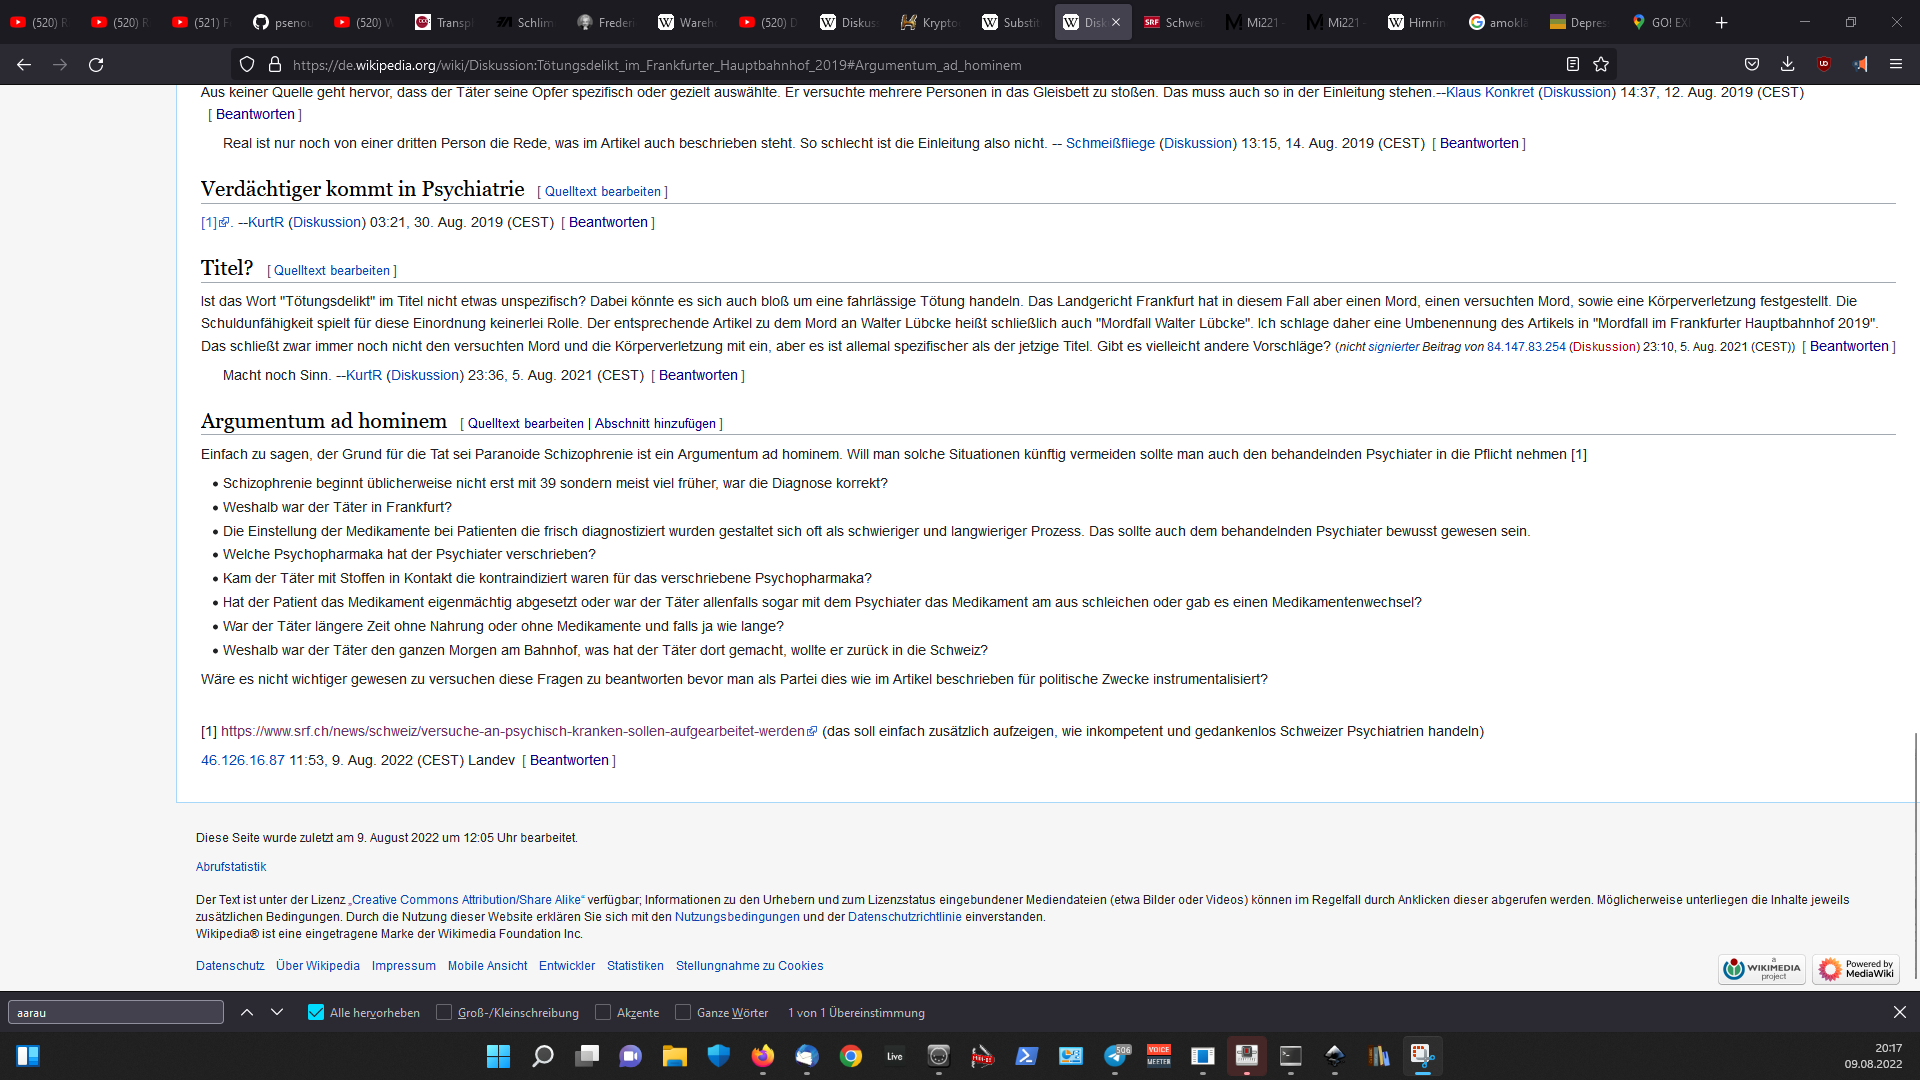 (520) R
(520) R
(521) F
psenou
(520) W
Transpl
Schlim
Frederi
Wareh
(520) D
Diskus
Krypto
Substit
Disk
Schwei
Mi221 -
Mi221 -
Hirnrin
amoklä
Depres
GO! EX
https://de.wikipedia.org/wiki/Diskussion:Tötungsdelikt_im_Frankfurter_Hauptbahnhof_2019#Argumentum_ad_hominem
Aus keiner Quelle geht hervor, dass der Täter seine Opfer spezifisch oder gezielt auswählte. Er versuchte mehrere Personen in das Gleisbett zu stoßen. Das muss auch so in der Einleitung stehen.--Klaus Konkret (Diskussion) 14:37, 12. Aug. 2019 (CEST)
[ Beantworten ]
Real ist nur noch von einer dritten Person die Rede, was im Artikel auch beschrieben steht. So schlecht ist die Einleitung also nicht. -- Schmeißfliege (Diskussion) 13:15, 14. Aug. 2019 (CEST) [ Beantworten ]
Verdächtiger kommt in Psychiatrie [ Quelltext bearbeiten ]
[1]. --KurtR (Diskussion) 03:21, 30. Aug. 2019 (CEST) [ Beantworten ]
Titel? [ Quelltext bearbeiten ]
Ist das Wort "Tötungsdelikt" im Titel nicht etwas unspezifisch? Dabei könnte es sich auch bloß um eine fahrlässige Tötung handeln. Das Landgericht Frankfurt hat in diesem Fall aber einen Mord, einen versuchten Mord, sowie eine Körperverletzung festgestellt. Die
Schuldunfähigkeit spielt für diese Einordnung keinerlei Rolle. Der entsprechende Artikel zu dem Mord an Walter Lübcke heißt schließlich auch "Mordfall Walter Lübcke". Ich schlage daher eine Umbenennung des Artikels in "Mordfall im Frankfurter Hauptbahnhof 2019".
Das schließt zwar immer noch nicht den versuchten Mord und die Körperverletzung mit ein, aber es ist allemal spezifischer als der jetzige Titel. Gibt es vielleicht andere Vorschläge? (nicht signierter Beitrag von 84.147.83.254 (Diskussion) 23:10, 5. Aug. 2021 (CEST)) [ Beantworten ]
Macht noch Sinn. --KurtR (Diskussion) 23:36, 5. Aug. 2021 (CEST) [ Beantworten ]
Argumentum ad hominem [ Quelltext bearbeiten | Abschnitt hinzufügen ]
Einfach zu sagen, der Grund für die Tat sei Paranoide Schizophrenie ist ein Argumentum ad hominem. Will man solche Situationen künftig vermeiden sollte man auch den behandelnden Psychiater in die Pflicht nehmen [1]
• Schizophrenie beginnt üblicherweise nicht erst mit 39 sondern meist viel früher, war die Diagnose korrekt?
• Weshalb war der Täter in Frankfurt?
• Die Einstellung der Medikamente bei Patienten die frisch diagnostiziert wurden gestaltet sich oft als schwieriger und langwieriger Prozess. Das sollte auch dem behandelnden Psychiater bewusst gewesen sein.
• Welche Psychopharmaka hat der Psychiater verschrieben?
• Kam der Täter mit Stoffen in Kontakt die kontraindiziert waren für das verschriebene Psychopharmaka?
• Hat der Patient das Medikament eigenmächtig abgesetzt oder war der Täter allenfalls sogar mit dem Psychiater das Medikament am aus schleichen oder gab es einen Medikamentenwechsel?
• War der Täter längere Zeit ohne Nahrung oder ohne Medikamente und falls ja wie lange?
• Weshalb war der Täter den ganzen Morgen am Bahnhof, was hat der Täter dort gemacht, wollte er zurück in die Schweiz?
Wäre es nicht wichtiger gewesen zu versuchen diese Fragen zu beantworten bevor man als Partei dies wie im Artikel beschrieben für politische Zwecke instrumentalisiert?
[1] https://www.srf.ch/news/schweiz/versuche-an-psychisch-kranken-sollen-aufgearbeitet-werden (das soll einfach zusätzlich aufzeigen, wie inkompetent und gedankenlos Schweizer Psychiatrien handeln)
46.126.16.87 11:53, 9. Aug. 2022 (CEST) Landev [ Beantworten ]
Diese Seite wurde zuletzt am 9. August 2022 um 12:05 Uhr bearbeitet.
Abrufstatistik
Der Text ist unter der Lizenz „Creative Commons Attribution/Share Alike“ verfügbar; Informationen zu den Urhebern und zum Lizenzstatus eingebundener Mediendateien (etwa Bilder oder Videos) können im Regelfall durch Anklicken dieser abgerufen werden. Möglicherweise unterliegen die Inhalte jeweils
zusätzlichen Bedingungen. Durch die Nutzung dieser Website erklären Sie sich mit den Nutzungsbedingungen und der Datenschutzrichtlinie einverstanden.
Wikipedia® ist eine eingetragene Marke der Wikimedia Foundation Inc.
Datenschutz Über Wikipedia Impressum Mobile Ansicht Entwickler Statistiken Stellungnahme zu Cookies
a WIKIMEDIA project
Powered by MediaWiki
aarau
Alle hervorheben
Groß-/Kleinschreibung
Akzente
Ganze Wörter
1 von 1 Übereinstimmung
Live
506
VOICE MEETER
20:17
09.08.2022